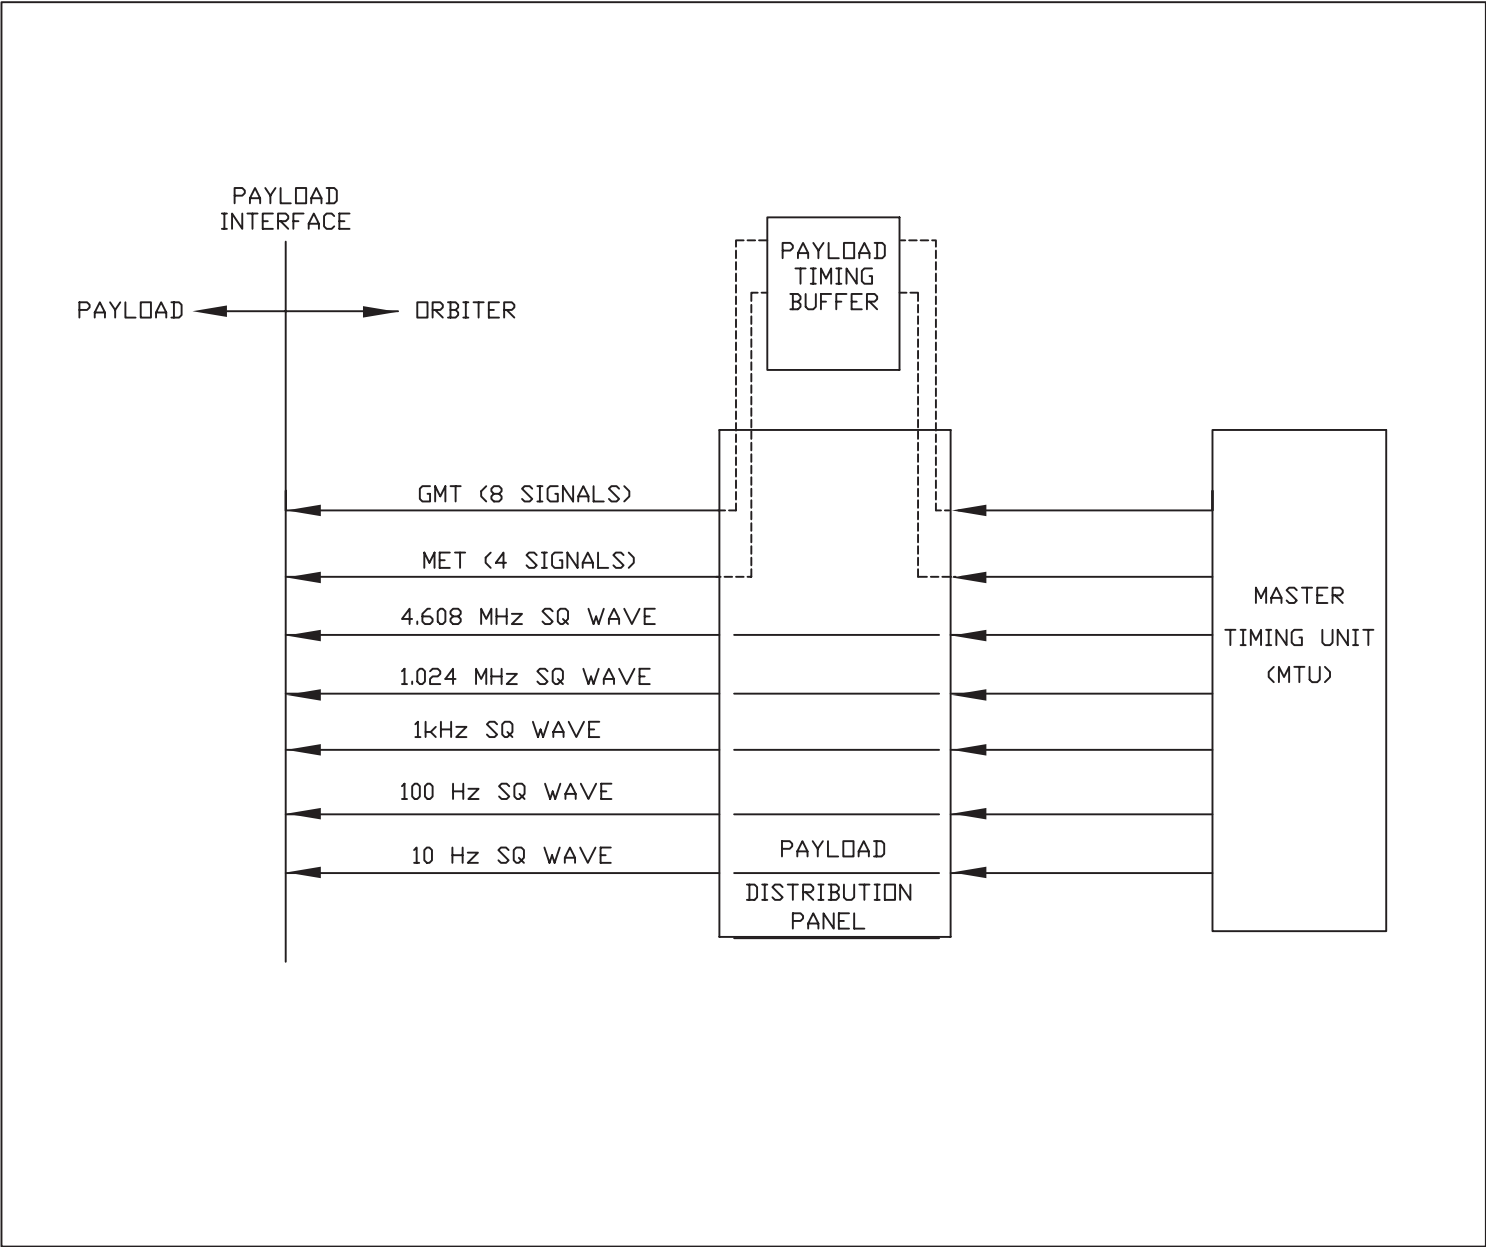 PAYLOAD
INTERFACE
PAYLOAD
ORBITER
PAYLOAD
TIMING
BUFFER
GMT (8 SIGNALS)
MET (4 SIGNALS)
4.608 MHz SQ WAVE
1.024 MHz SQ WAVE
1kHz SQ WAVE
100 Hz SQ WAVE
10 Hz SQ WAVE
PAYLOAD
DISTRIBUTION
PANEL
MASTER
TIMING UNIT
(MTU)